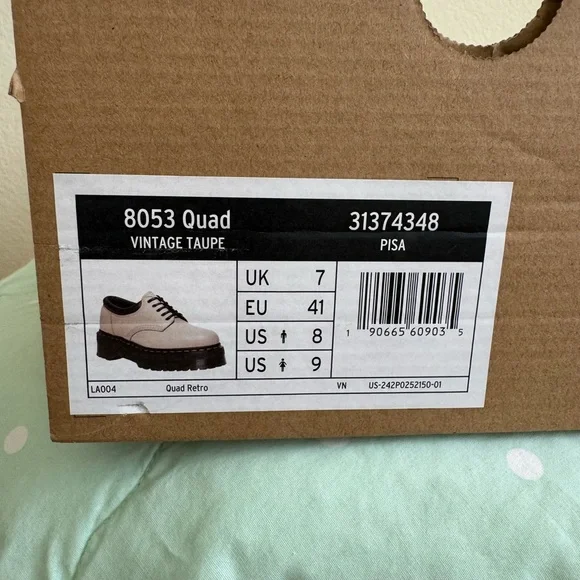 8053 Quad 31374348
VINTAGE TAUPE PISA
UK 7
EU 41
US 8
US 9
1 90665 60903 5
LA004 Quad Retro VN US-242P0252150-01